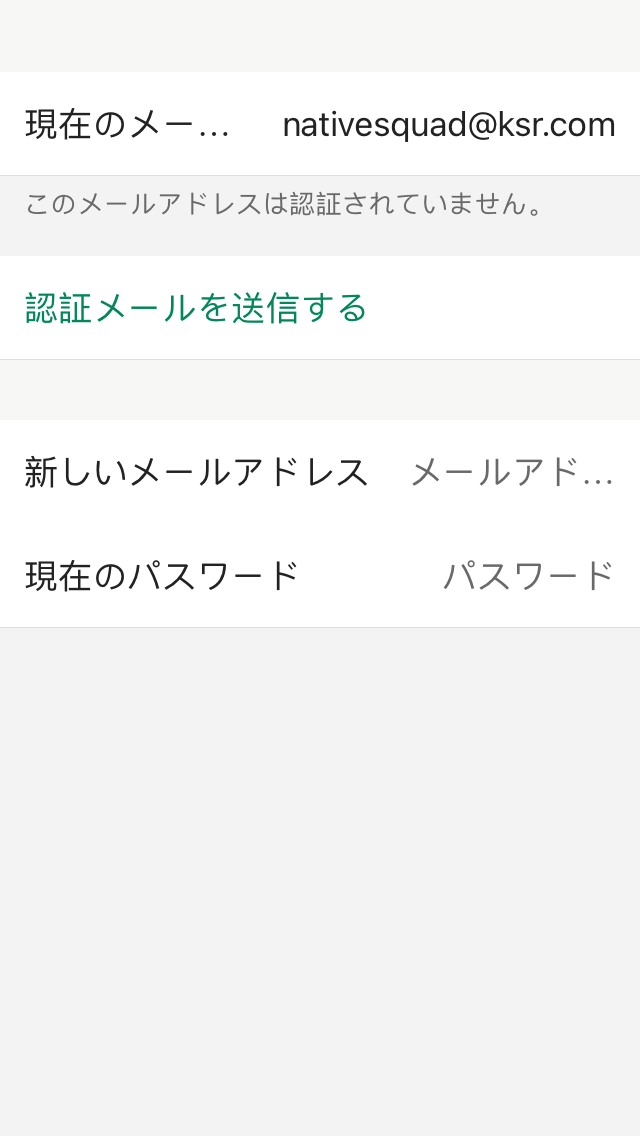 現在のメー… nativesquad@ksr.com
このメールアドレスは認証されていません。
認証メールを送信する
新しいメールアドレス メールアド…
現在のパスワード パスワード